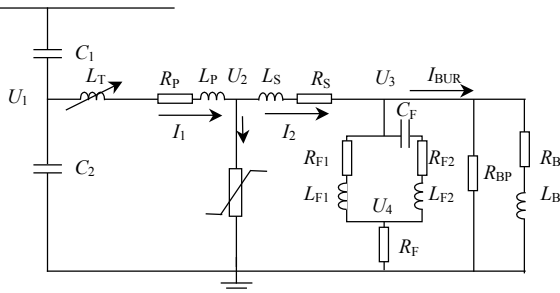 C1
LT
RP
LP
U2
LS
RS
U3
IBUR
U1
CF
I1
I2
RF1
RF2
RB
C2
RBP
LF1
U4
LF2
LB
RF